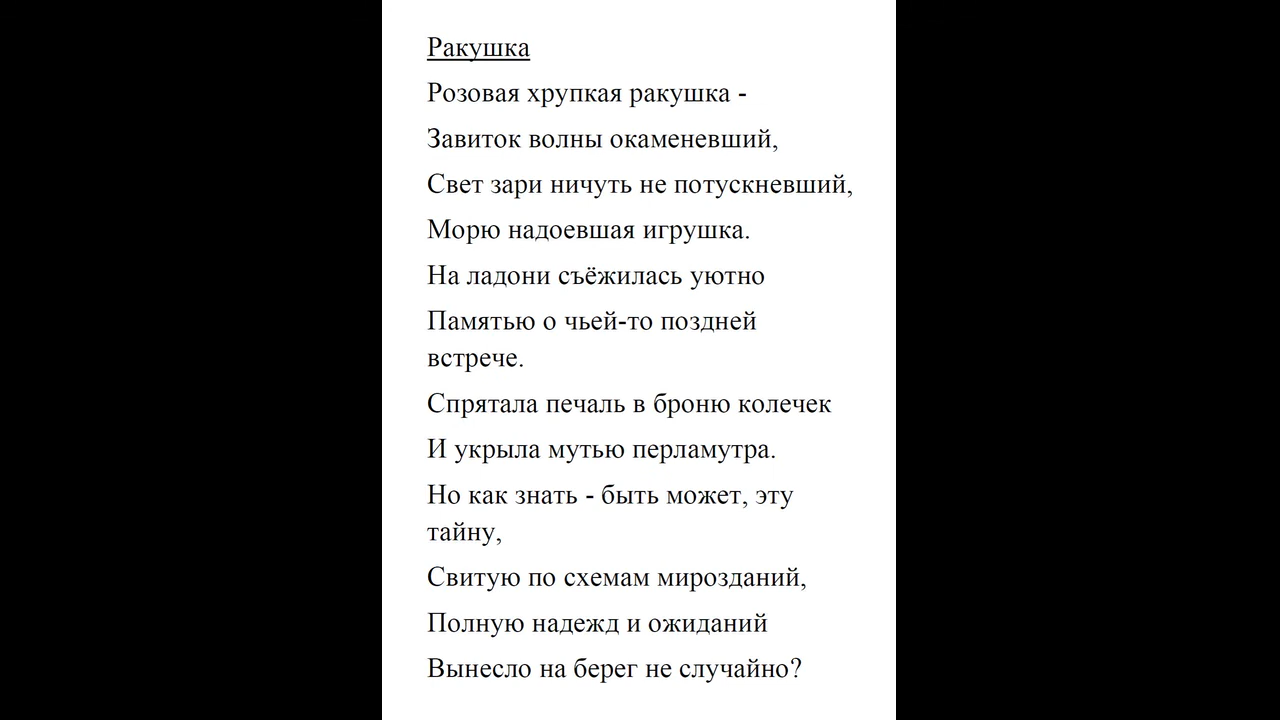 Ракушка
Розовая хрупкая ракушка -
Завиток волны окаменевший,
Свет зари ничуть не потускневший,
Морю надоевшая игрушка.
На ладони съёжилась уютно
Памятью о чьей-то поздней
встрече.
Спрятала печаль в броню колечек
И укрыла мутью перламутра.
Но как знать - быть может, эту
тайну,
Свитую по схемам мирозданий,
Полную надежд и ожиданий
Вынесло на берег не случайно?